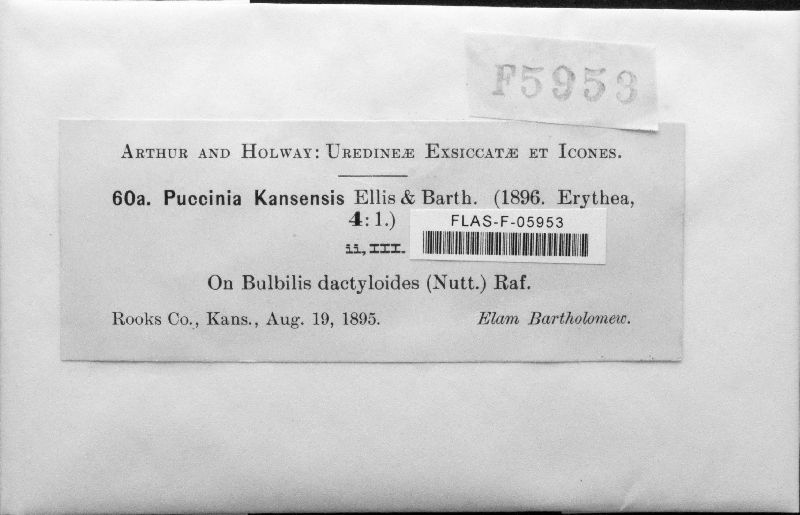 F5953
ARTHUR AND HOLWAY: UREDINEÆ EXSICCATÆ ET ICONES.
60a. Puccinia Kansensis Ellis & Barth. (1896. Erythea,
4: 1.)
FLAS-F-05953
ii, III.
On Bulbilis dactyloides (Nutt.) Raf.
Rooks Co., Kans., Aug. 19, 1895. Elam Bartholomew.